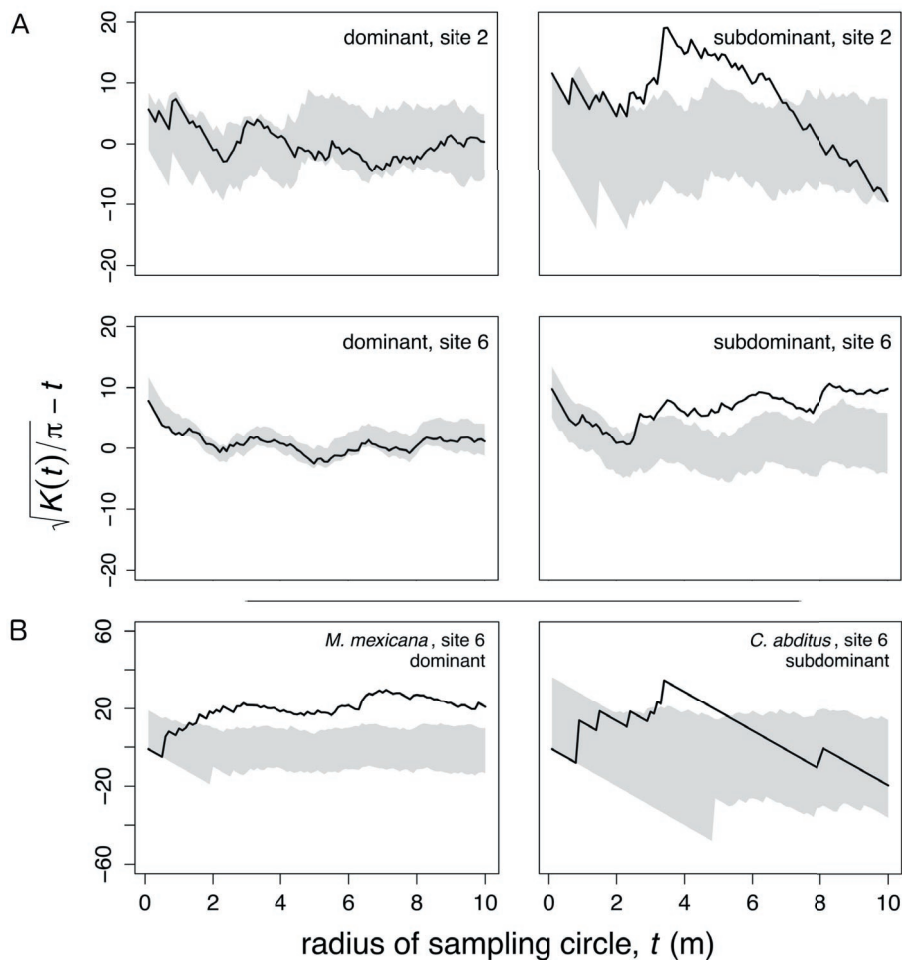 A
dominant, site 2
subdominant, site 2
20
10
0
−10
−20
dominant, site 6
subdominant, site 6
20
10
0
−10
−20
√K(t)/π − t
B
M. mexicana, site 6
dominant
C. abditus, site 6
subdominant
60
20
−20
−60
0 2 4 6 8 10
0 2 4 6 8 10
radius of sampling circle, t (m)